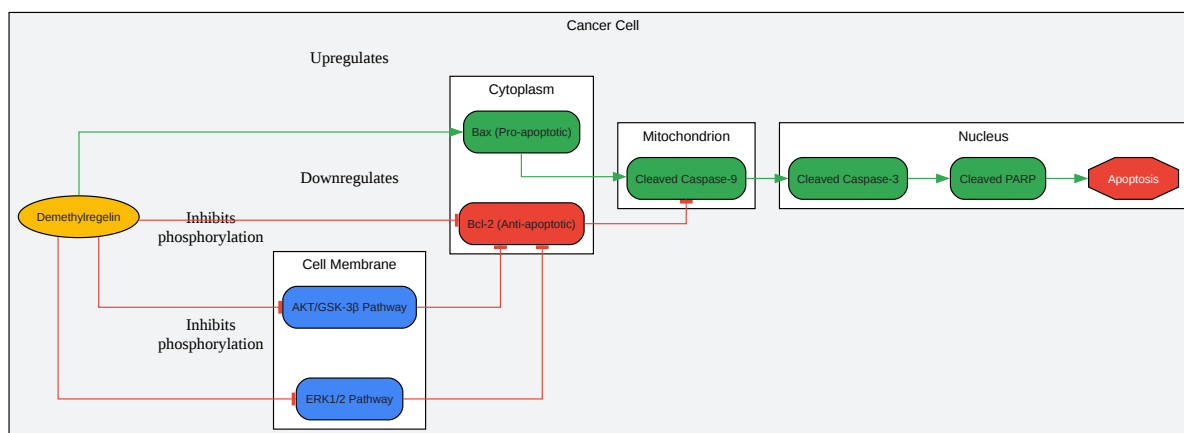 Cancer Cell
Upregulates
Cytoplasm
Bax (Pro-apoptotic)
Mitochondrion
Nucleus
Downregulates
Cleaved Caspase-9
Cleaved Caspase-3
Cleaved PARP
Apoptosis
Demethylregelin
Inhibits
phosphorylation
Bcl-2 (Anti-apoptotic)
Cell Membrane
AKT/GSK-3β Pathway
Inhibits
phosphorylation
ERK1/2 Pathway